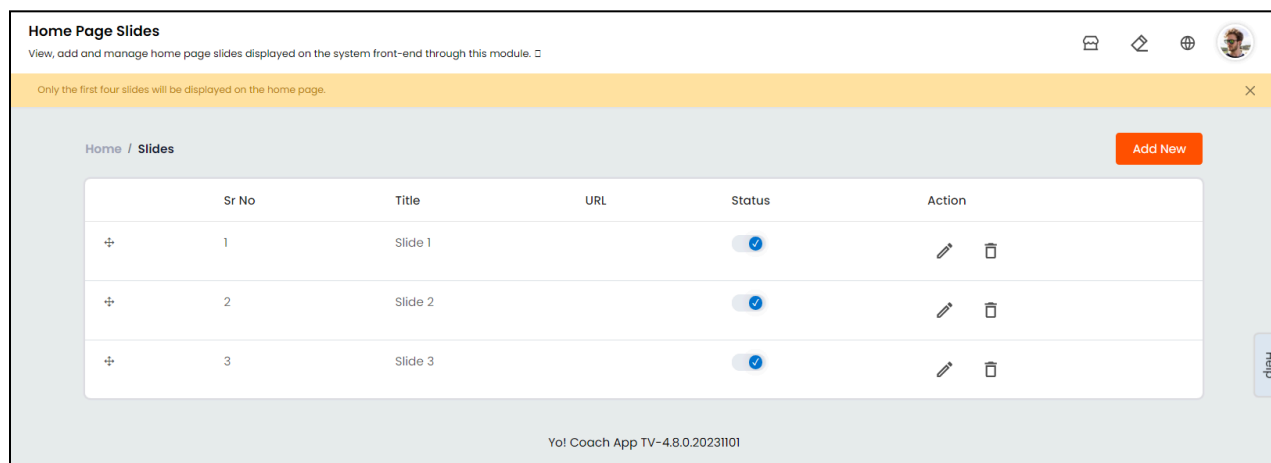 Home Page Slides
View, add and manage home page slides displayed on the system front-end through this module.
Only the first four slides will be displayed on the home page.
Home / Slides
Add New
Sr No Title URL Status Action
1 Slide 1
2 Slide 2
3 Slide 3
Help
Yo! Coach App TV-4.8.0.20231101